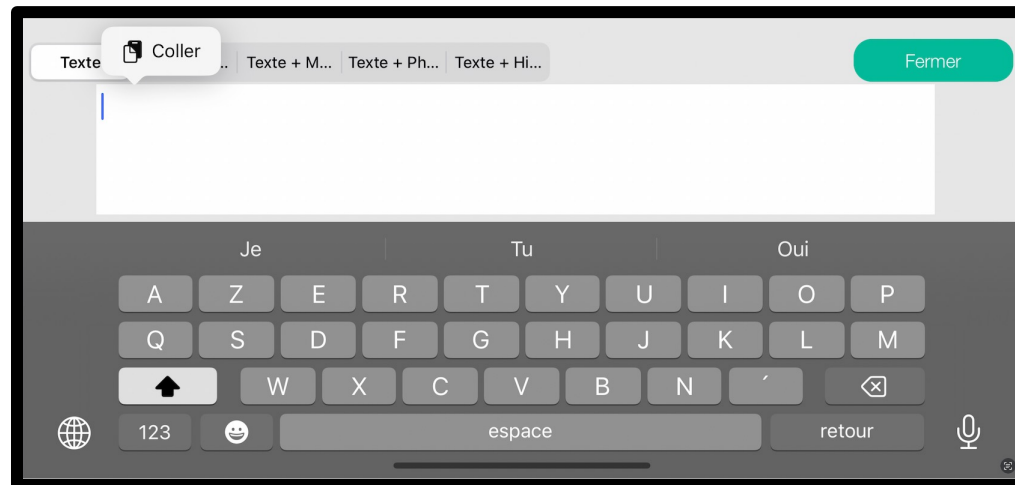 Coller
Texte ... Texte + M... Texte + Ph... Texte + Hi... Fermer
Je Tu Oui
A Z E R T Y U I O P
Q S D F G H J K L M
W X C V B N ´
123 espace retour